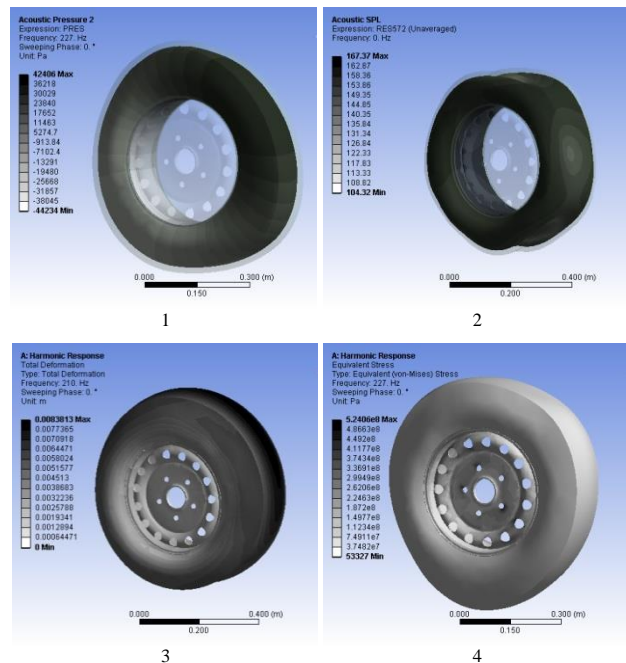 Acoustic Pressure 2
Expression: PRES
Frequency: 227. Hz
Sweeping Phase: 0. °
Unit: Pa
42406 Max
36218
30029
23840
17652
11463
5274.7
-913.84
-7102.4
-13291
-19480
-25668
-31857
-38045
-44234 Min
0.000
0.300 (m)
0.150
1
Acoustic SPL
Expression: RES572 (Unaveraged)
Frequency: 0. Hz
Sweeping Phase: 0. °
167.37 Max
162.87
158.36
153.86
149.35
144.85
140.35
135.84
131.34
126.84
122.33
117.83
113.33
108.82
104.32 Min
0.000
0.400 (m)
0.200
2
A: Harmonic Response
Total Deformation
Type: Total Deformation
Frequency: 210. Hz
Sweeping Phase: 0. °
Unit: m
0.0083813 Max
0.0077365
0.0070918
0.0064471
0.0058024
0.0051577
0.004513
0.0038683
0.0032236
0.0025788
0.0019341
0.0012894
0.00064471
0 Min
0.000
0.400 (m)
0.200
3
A: Harmonic Response
Equivalent Stress
Type: Equivalent (von-Mises) Stress
Frequency: 227. Hz
Sweeping Phase: 0. °
Unit: Pa
5.2406e8 Max
4.8663e8
4.492e8
4.1177e8
3.7434e8
3.3691e8
2.9949e8
2.6206e8
2.2463e8
1.872e8
1.4977e8
1.1234e8
7.4911e7
3.7482e7
53327 Min
0.000
0.300 (m)
0.150
4